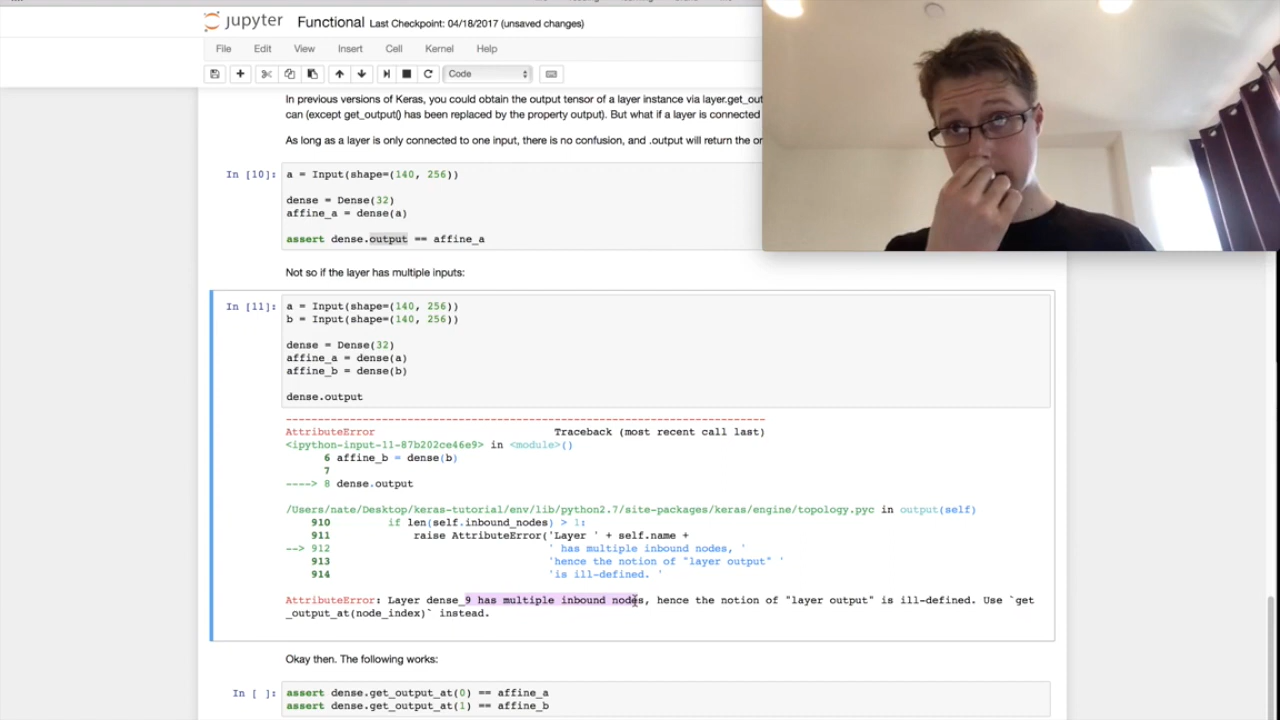 jupyter Functional Last Checkpoint: 04/18/2017 (unsaved changes)
File Edit View Insert Cell Kernel Help
Code
In previous versions of Keras, you could obtain the output tensor of a layer instance via layer.get_out
can (except get_output() has been replaced by the property output). But what if a layer is connected
As long as a layer is only connected to one input, there is no confusion, and .output will return the
In [10]: a = Input(shape=(140, 256))
dense = Dense(32)
affine_a = dense(a)
assert dense.output == affine_a
Not so if the layer has multiple inputs:
In [11]: a = Input(shape=(140, 256))
b = Input(shape=(140, 256))
dense = Dense(32)
affine_a = dense(a)
affine_b = dense(b)
dense.output
---------------------------------------------------------------------------
AttributeError Traceback (most recent call last)
<ipython-input-11-87b202ce46e9> in <module>()
6 affine_b = dense(b)
7
----> 8 dense.output
/Users/nate/Desktop/keras-tutorial/env/lib/python2.7/site-packages/keras/engine/topology.pyc in output(self)
910 if len(self.inbound_nodes) > 1:
911 raise AttributeError('Layer ' + self.name +
--> 912 ' has multiple inbound nodes, '
913 'hence the notion of "layer output" '
914 'is ill-defined. '
AttributeError: Layer dense_9 has multiple inbound nodes, hence the notion of "layer output" is ill-defined. Use `get
_output_at(node_index)` instead.
Okay then. The following works:
In [ ]: assert dense.get_output_at(0) == affine_a
assert dense.get_output_at(1) == affine_b